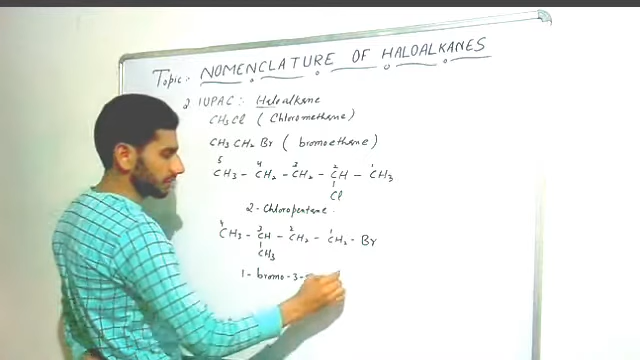 Topic:- NOMENCLATURE OF HALOALKANES
2 IUPAC:- Haloalkane
CH3Cl (Chloromethane)
CH3 CH2 Br (bromoethane)
5 4 3 2 1
CH3 - CH2 - CH2 - CH - CH3
Cl
2-Chloropentane.
4 3 2 1
CH3 - CH - CH2 - CH2 - Br
CH3
1- bromo-3-